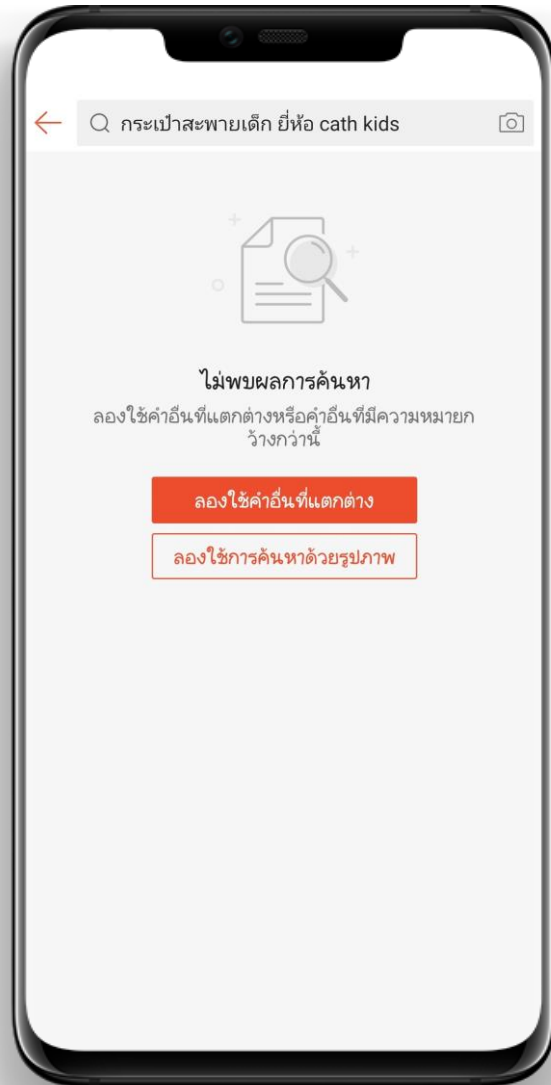 กระเป๋าสะพายเด็ก ยี่ห้อ cath kids
ไม่พบผลการค้นหา
ลองใช้คำอื่นที่แตกต่างหรือคำอื่นที่มีความหมายก
ว้างกว่านี้
ลองใช้คำอื่นที่แตกต่าง
ลองใช้การค้นหาด้วยรูปภาพ